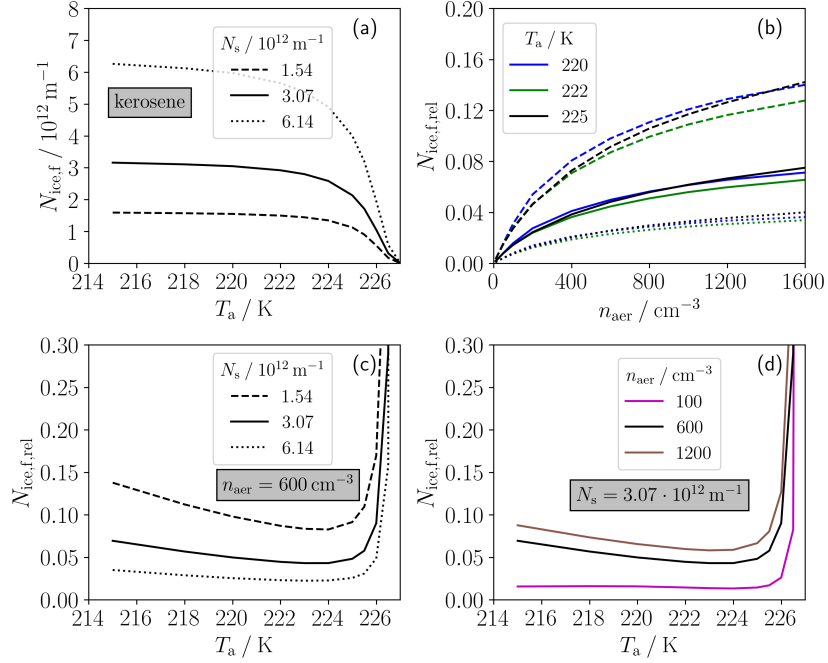 8
7
6
5
4
3
2
1
0
N_ice,f / 10^12 m^−1
(a)
N_s / 10^12 m^−1
1.54
3.07
6.14
kerosene
214 216 218 220 222 224 226
T_a / K
0.20
0.16
0.12
0.08
0.04
0.00
N_ice,f,rel
(b)
T_a / K
220
222
225
0 400 800 1200 1600
n_aer / cm^−3
0.30
0.25
0.20
0.15
0.10
0.05
0.00
N_ice,f,rel
(c)
N_s / 10^12 m^−1
1.54
3.07
6.14
n_aer = 600 cm^−3
214 216 218 220 222 224 226
T_a / K
0.30
0.25
0.20
0.15
0.10
0.05
0.00
N_ice,f,rel
(d)
n_aer / cm^−3
100
600
1200
N_s = 3.07 · 10^12 m^−1
214 216 218 220 222 224 226
T_a / K